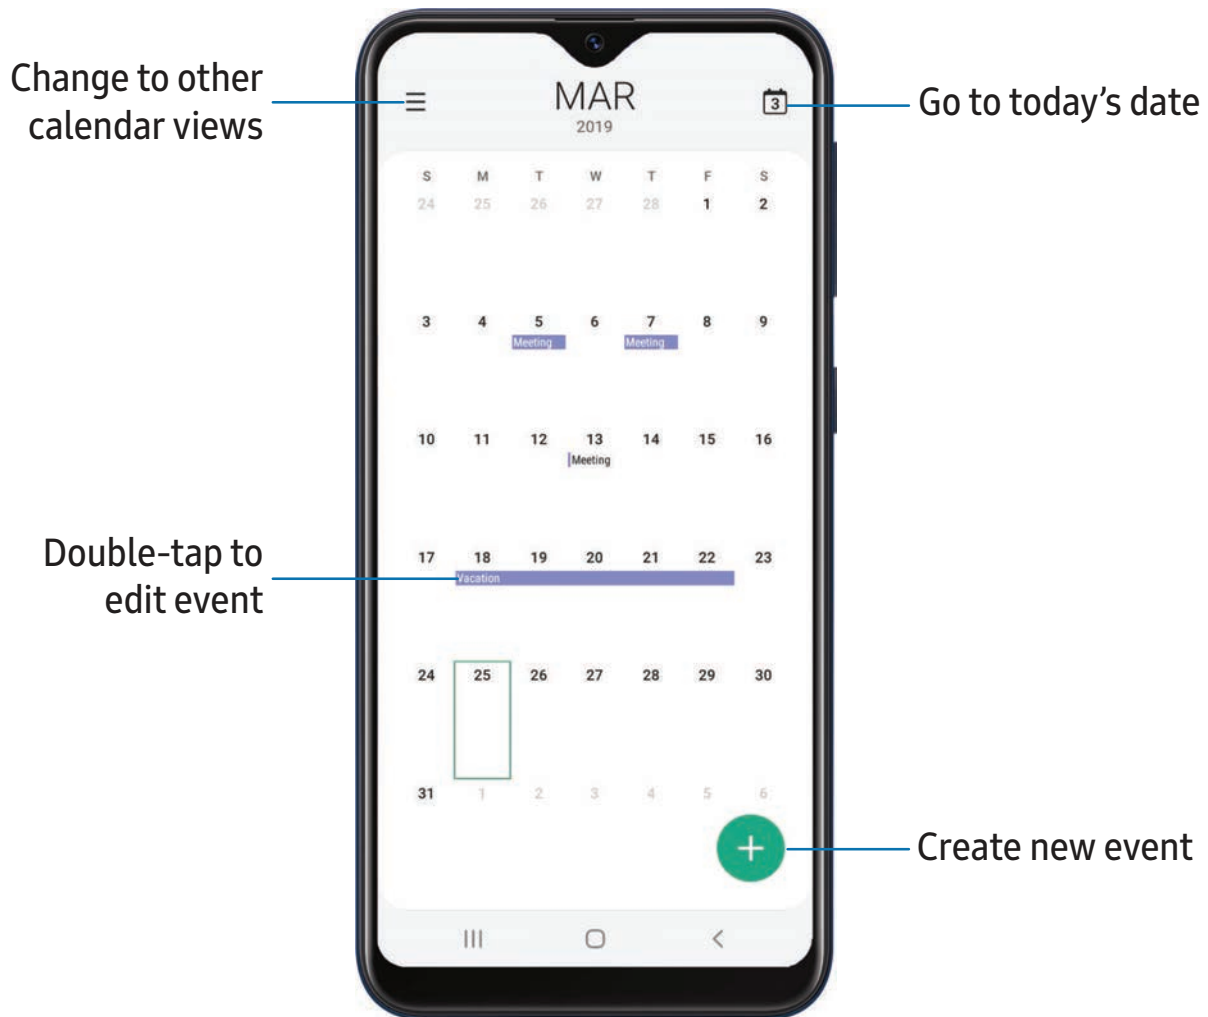 Change to other
calendar views
MAR
2019
3
Go to today's date
S M T W T F S
24 25 26 27 28 1 2
3 4 5 6 7 8 9
Meeting Meeting
10 11 12 13 14 15 16
Meeting
Double-tap to
edit event
17 18 19 20 21 22 23
Vacation
24 25 26 27 28 29 30
31 1 2 3 4 5 6
+
Create new event